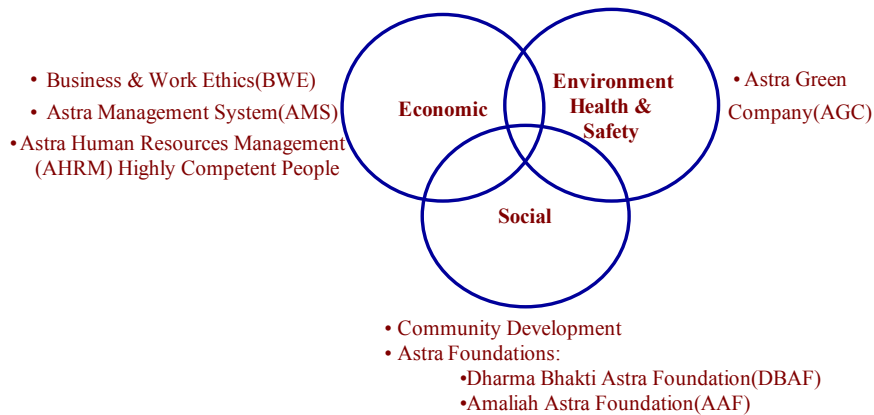 • Business & Work Ethics(BWE)
• Astra Management System(AMS)
•Astra Human Resources Management
(AHRM) Highly Competent People
Economic
Environment
Health &
Safety
• Astra Green
Company(AGC)
Social
• Community Development
• Astra Foundations:
•Dharma Bhakti Astra Foundation(DBAF)
•Amaliah Astra Foundation(AAF)